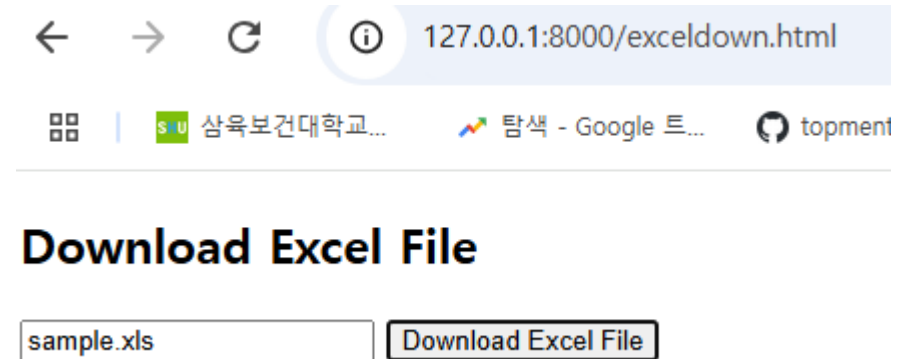 127.0.0.1:8000/exceldown.html
SHU 삼육보건대학교... 탐색 - Google 트... topment
Download Excel File
sample.xls Download Excel File